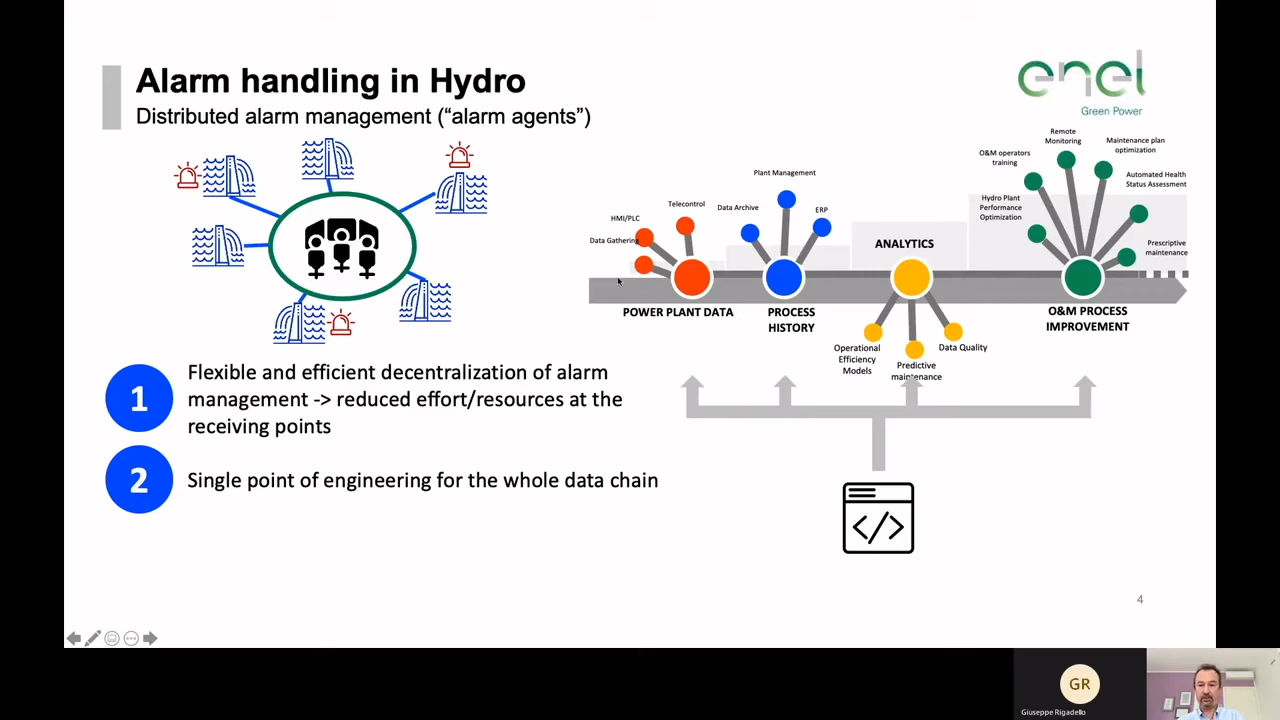 Alarm handling in Hydro
Distributed alarm management (“alarm agents”)
enel
Green Power
Data Gathering
HMI/PLC
Telecontrol
POWER PLANT DATA
Data Archive
Plant Management
ERP
PROCESS
HISTORY
ANALYTICS
Operational
Efficiency
Models
Predictive
maintenance
Data Quality
Hydro Plant
Performance
Optimization
O&M operators
training
Remote
Monitoring
Maintenance plan
optimization
Automated Health
Status Assessment
Prescriptive
maintenance
O&M PROCESS
IMPROVEMENT
1
Flexible and efficient decentralization of alarm
management -> reduced effort/resources at the
receiving points
2
Single point of engineering for the whole data chain
</>
4
GR
Giuseppe Rigadello